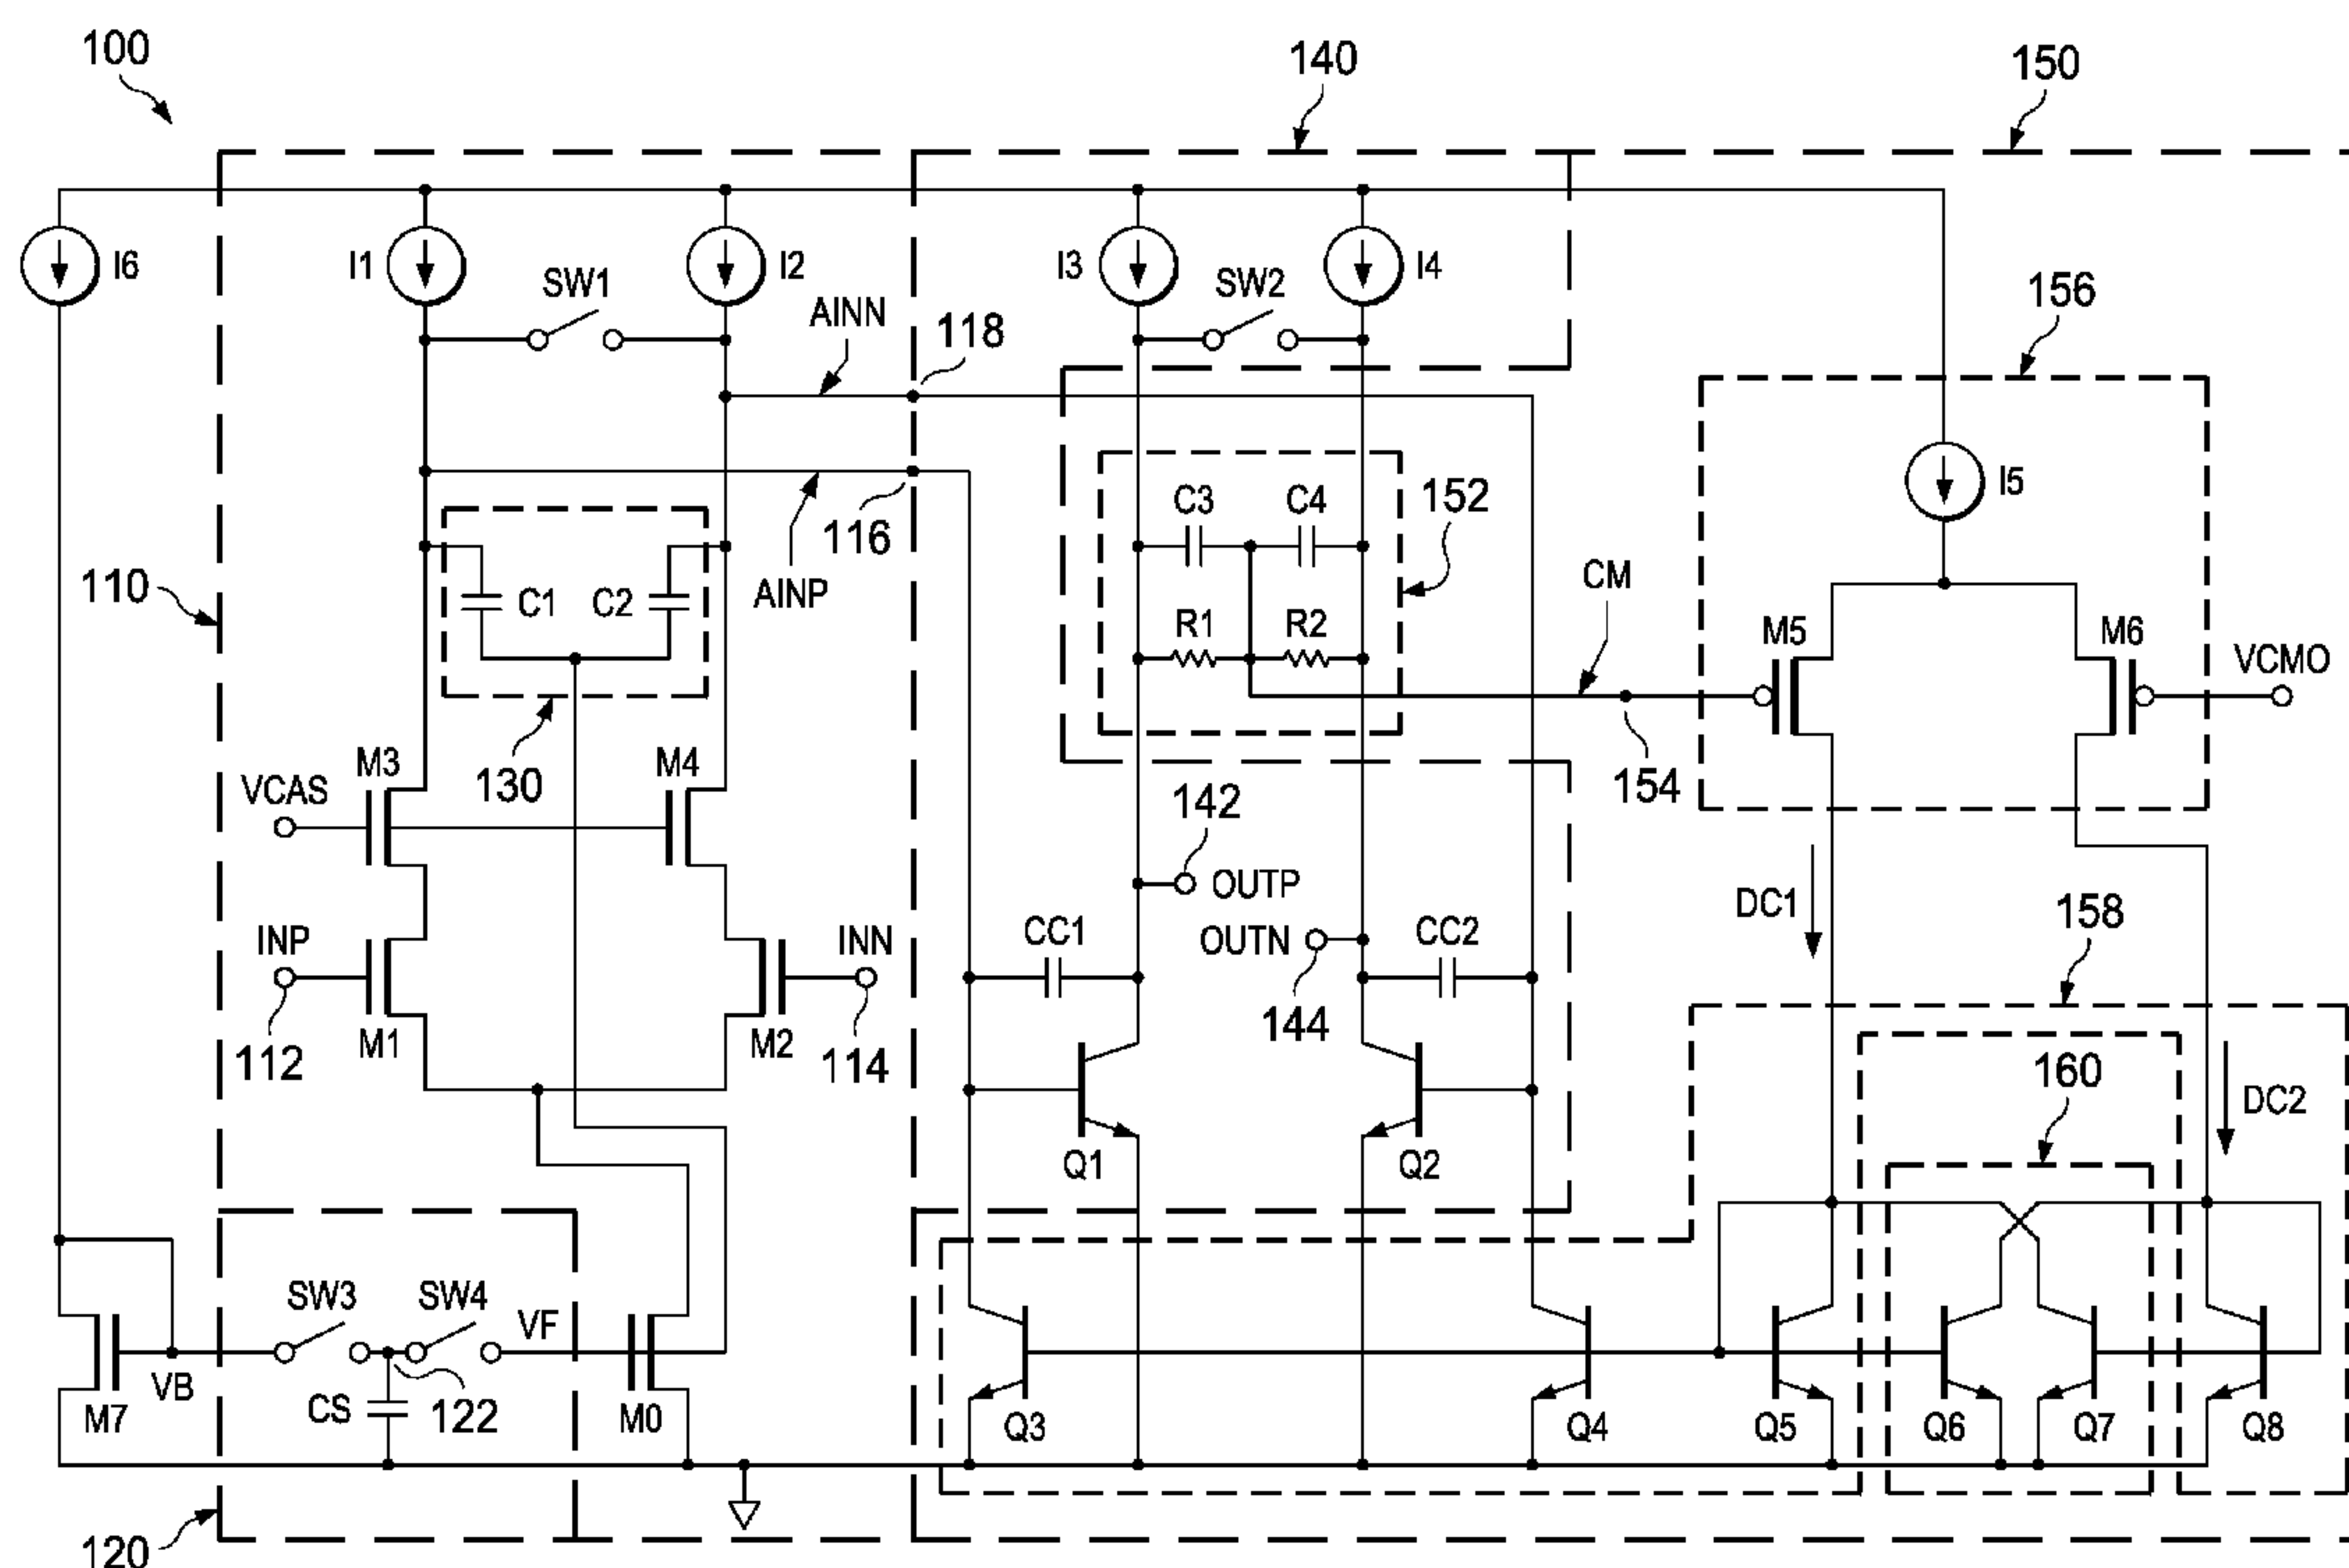 100
140
150
I6
I1
SW1
I2
AINN
118
I3
SW2
I4
156
I5
116
AINP
C3
C4
152
CM
110
C1
C2
R1
R2
M5
M6
VCMO
130
M3
M4
VCAS
154
142
OUTP
DC1
INP
INN
CC1
OUTN
CC2
158
112
M1
M2
114
144
160
DC2
Q1
Q2
SW3
SW4
VF
VB
M7
CS
122
M0
Q3
Q4
Q5
Q6
Q7
Q8
120